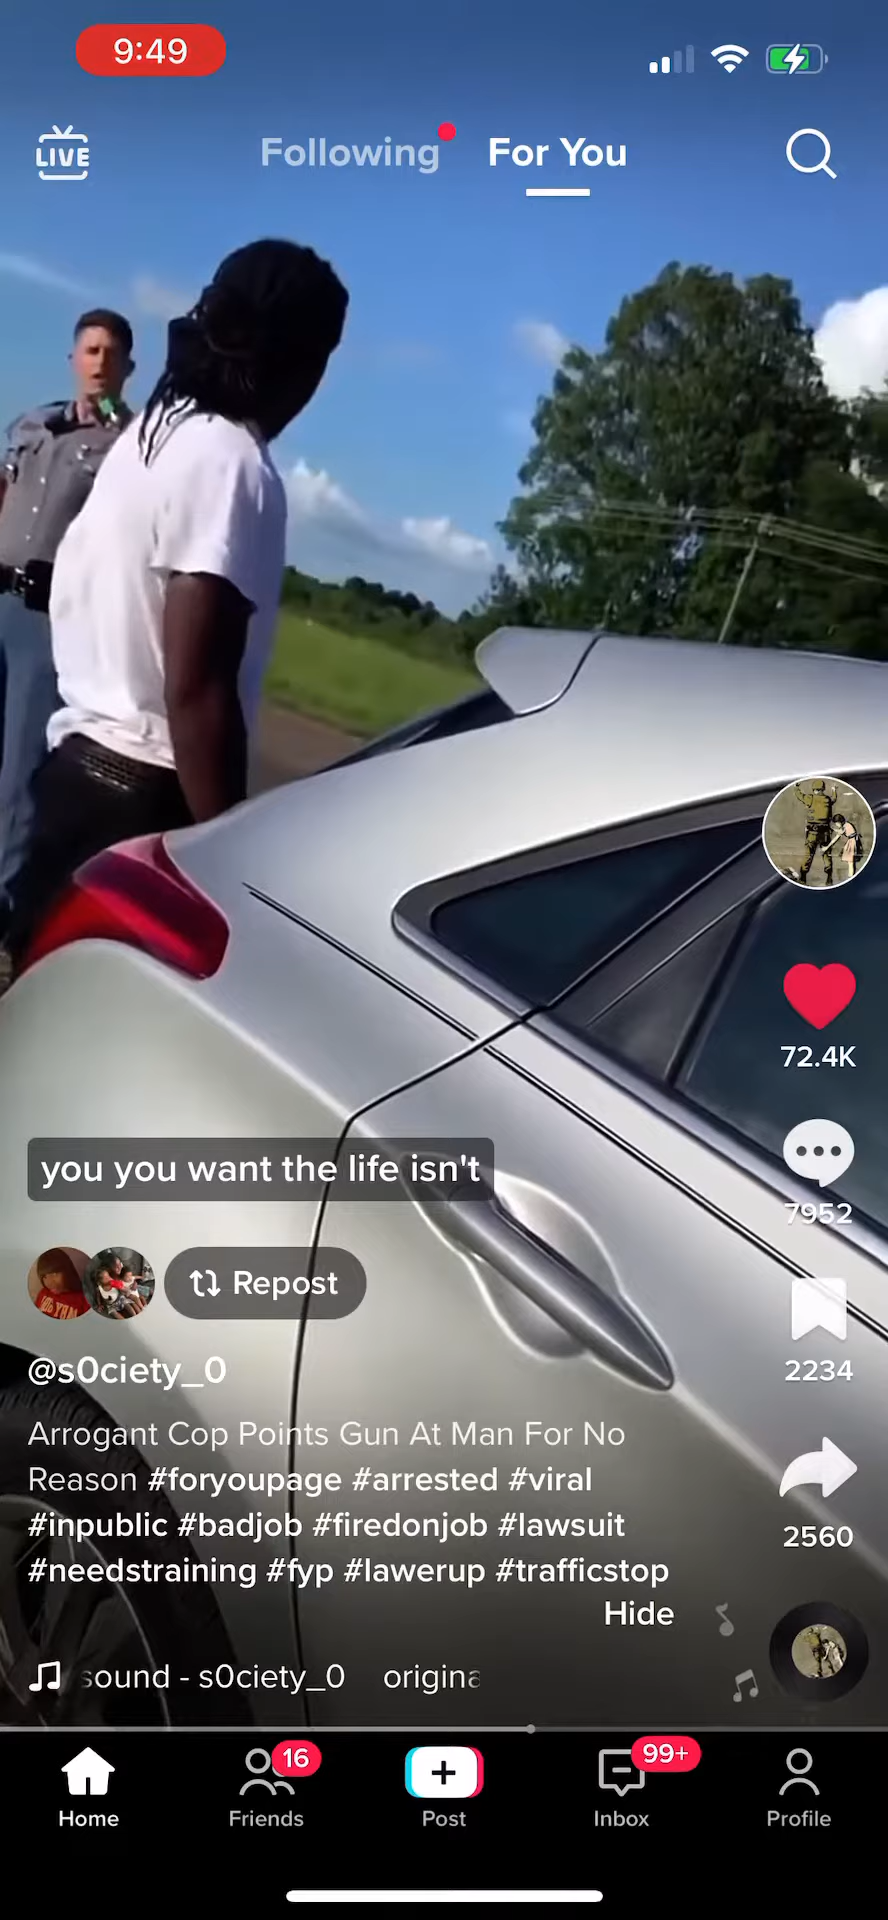 9:49
LIVE
Following
For You
you you want the life isn't
Repost
@s0ciety_0
Arrogant Cop Points Gun At Man For No
Reason #foryoupage #arrested #viral
#inpublic #badjob #firedonjob #lawsuit
#needstraining #fyp #lawerup #trafficstop
Hide
sound - s0ciety_0 origina
72.4K
7952
2234
2560
Home
16
Friends
Post
99+
Inbox
Profile